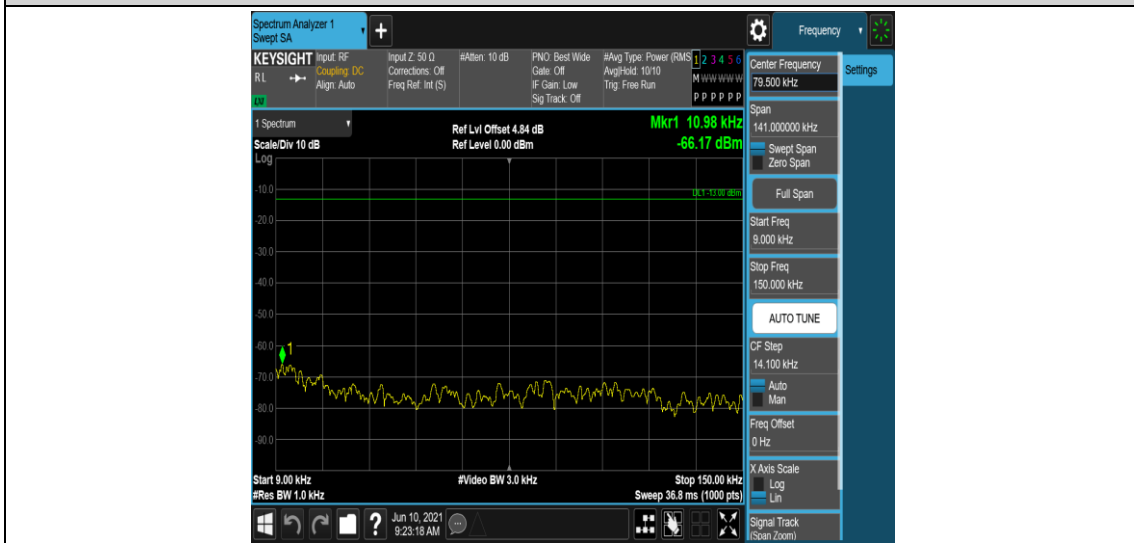 Spectrum Analyzer 1
Swept SA
+
Frequency
KEYSIGHT
Input: RF
Coupling: DC
Align: Auto
Input Z: 50 Ω
Corrections: Off
Freq Ref: Int (S)
#Atten: 10 dB
PNO: Best Wide
Gate: Off
IF Gain: Low
Sig Track: Off
#Avg Type: Power (RMS
Avg|Hold: 10/10
Trig: Free Run
1 2 3 4 5 6
M W W W W W
P P P P P P
RL
LXI
Center Frequency
79.500 kHz
Settings
1 Spectrum
Ref Lvl Offset 4.84 dB
Mkr1 10.98 kHz
Scale/Div 10 dB
Ref Level 0.00 dBm
-66.17 dBm
Log
-10.0
DL1 -13.00 dBm
-20.0
-30.0
-40.0
-50.0
-60.0
1
-70.0
-80.0
-90.0
Start 9.00 kHz
#Video BW 3.0 kHz
Stop 150.00 kHz
#Res BW 1.0 kHz
Sweep 36.8 ms (1000 pts)
Span
141.000000 kHz
Swept Span
Zero Span
Full Span
Start Freq
9.000 kHz
Stop Freq
150.000 kHz
AUTO TUNE
CF Step
14.100 kHz
Auto
Man
Freq Offset
0 Hz
X Axis Scale
Log
Lin
Signal Track
(Span Zoom)
?
Jun 10, 2021
9:23:18 AM